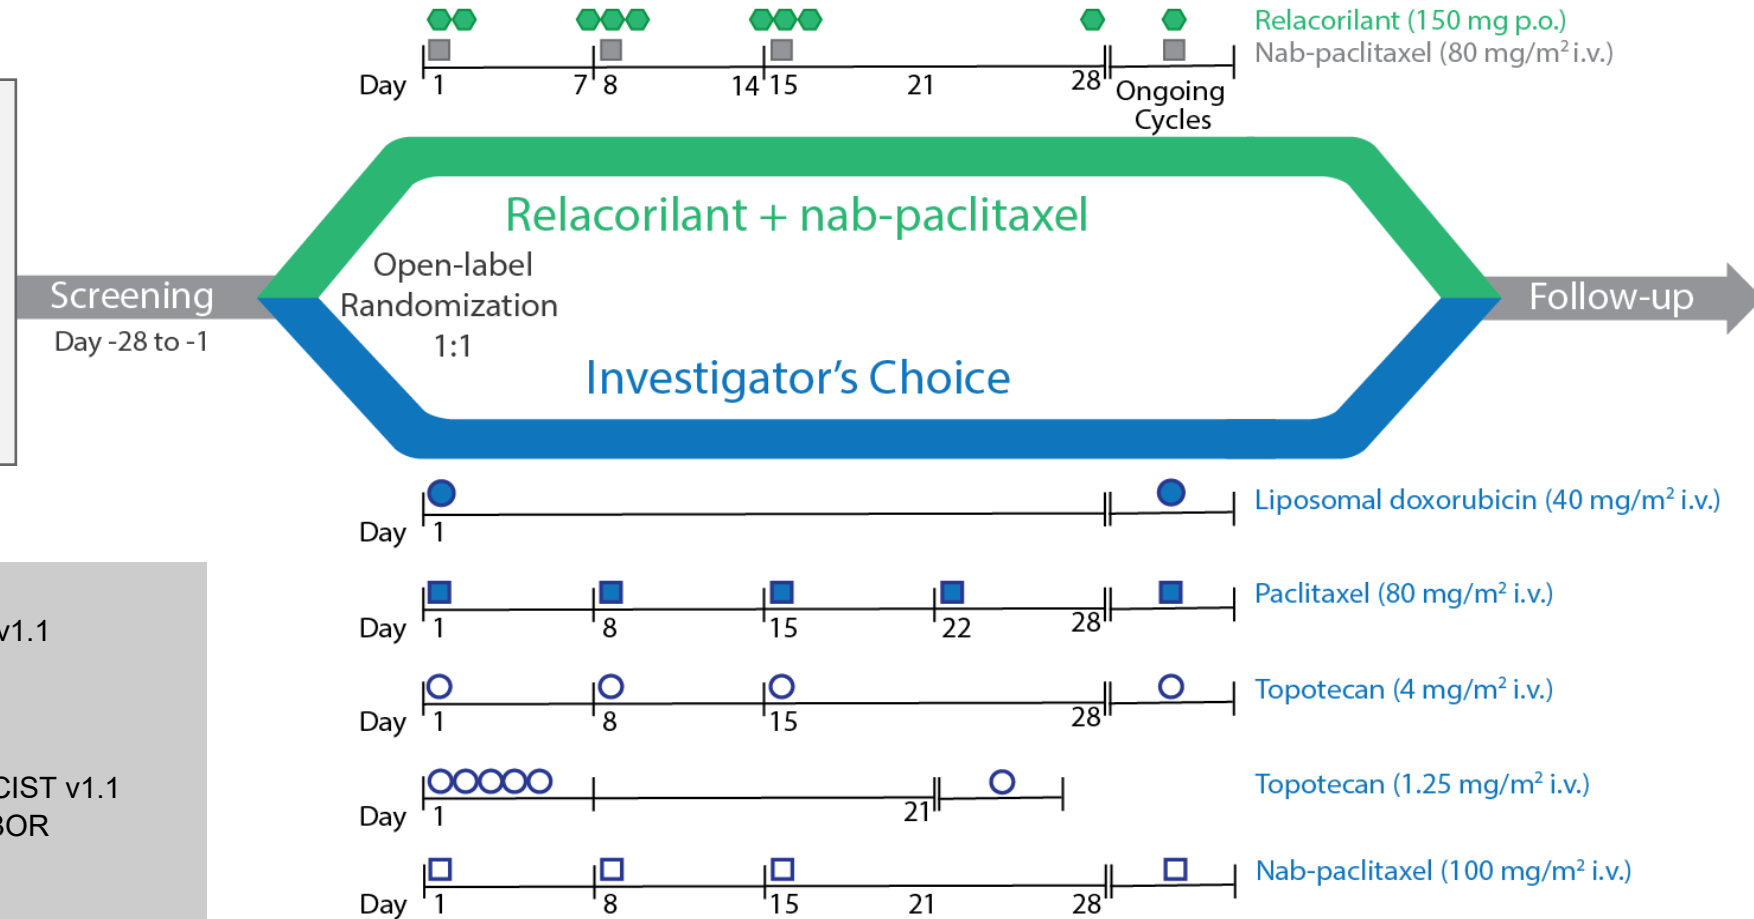 Relacorilant (150 mg p.o.)
Nab-paclitaxel (80 mg/m² i.v.)
Day 1 7 8 14 15 21 28 Ongoing
Cycles
Relacorilant + nab-paclitaxel
Open-label
Randomization
1:1
Screening
Day -28 to -1
Follow-up
Investigator’s Choice
Liposomal doxorubicin (40 mg/m² i.v.)
Day 1
Paclitaxel (80 mg/m² i.v.)
Day 1 8 15 22 28
v1.1
Topotecan (4 mg/m² i.v.)
Day 1 8 15 28
CIST v1.1
BOR
Topotecan (1.25 mg/m² i.v.)
Day 1 21
Nab-paclitaxel (100 mg/m² i.v.)
Day 1 8 15 21 28